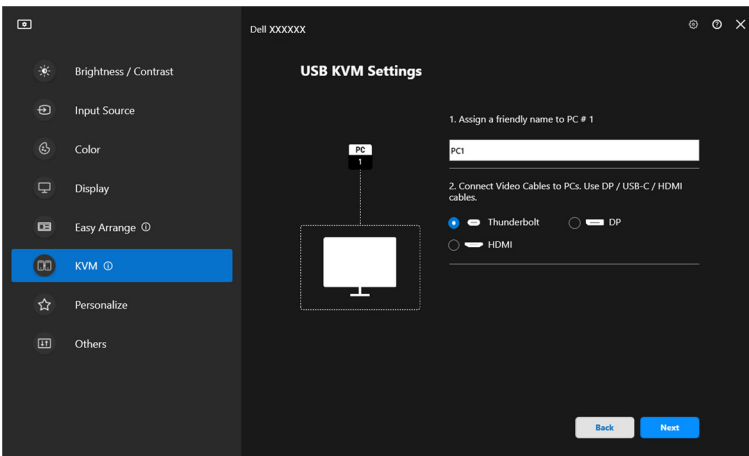 Dell XXXXXX
Brightness / Contrast
Input Source
Color
Display
Easy Arrange
KVM
Personalize
Others
USB KVM Settings
PC
1
1. Assign a friendly name to PC # 1
PC1
2. Connect Video Cables to PCs. Use DP / USB-C / HDMI
cables.
Thunderbolt
DP
HDMI
Back
Next